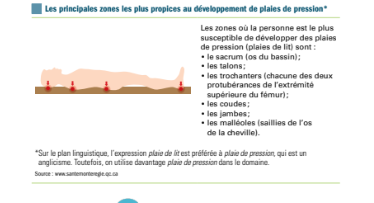 Les principales zones les plus propices au développement de plaies de pression*
Les zones où la personne est le plus
susceptible de développer des plaies
de pression (plaies de lit) sont :
• le sacrum (os du bassin);
• les talons;
• les trochanters (chacune des deux
protubérances de l'extrémité
supérieure du fémur);
• les coudes;
• les jambes;
• les malléoles (saillies de l'os
de la cheville).
*Sur le plan linguistique, l'expression plaie de lit est préférée à plaie de pression, qui est un
anglicisme. Toutefois, on utilise davantage plaie de pression dans le domaine.
Source : www.santemonteregie.qc.ca